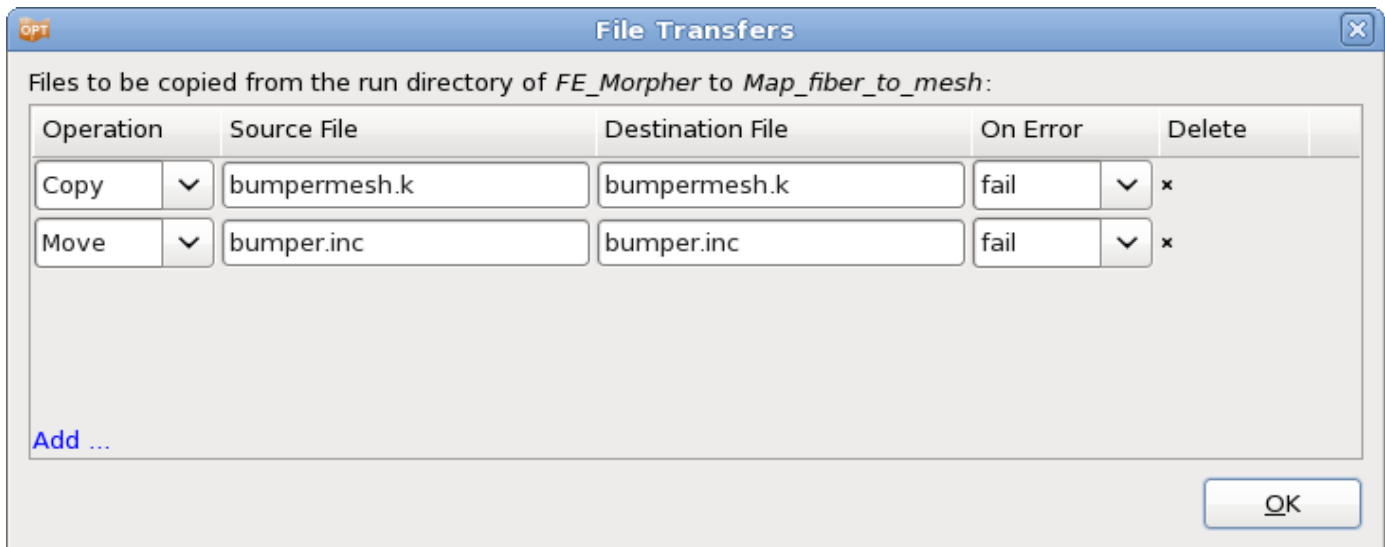 OPT
File Transfers
Files to be copied from the run directory of FE_Morpher to Map_fiber_to_mesh:
Operation Source File Destination File On Error Delete
Copy bumpermesh.k bumpermesh.k fail
Move bumper.inc bumper.inc fail
Add ...
OK